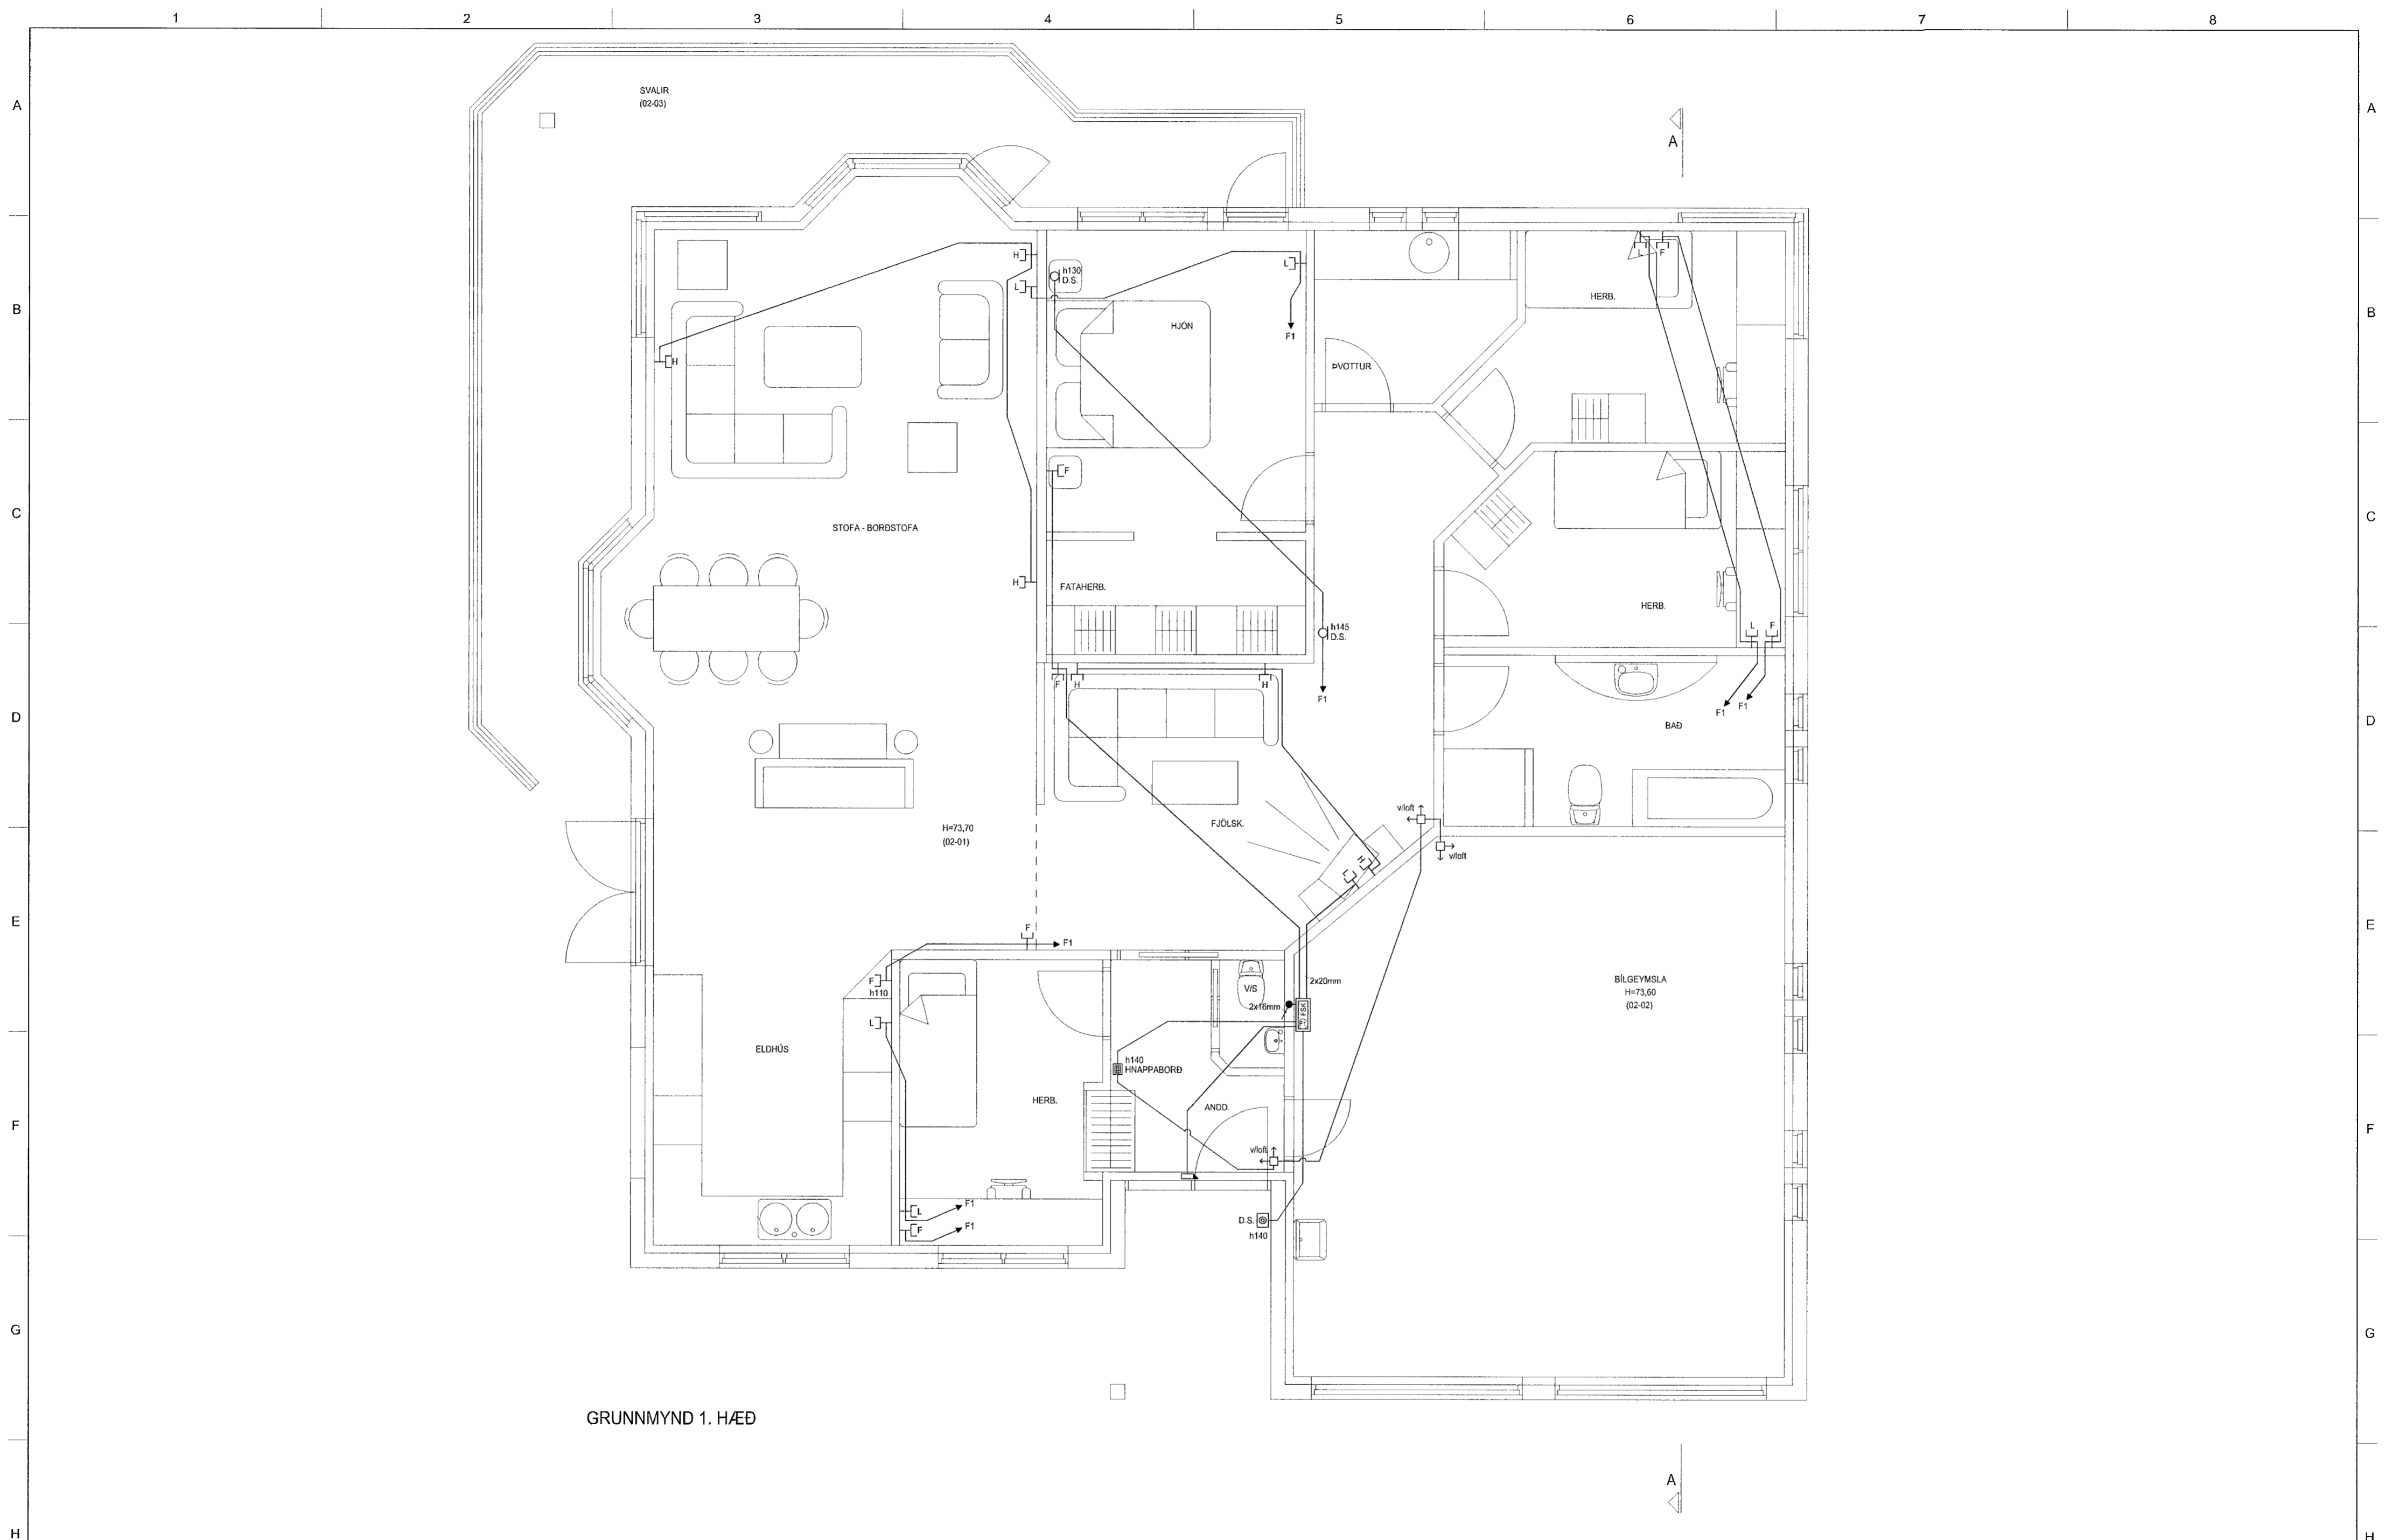 1 2 3 4 5 6 7 8
A A
SVALIR
(02-03)
A
H
h130
D.S.
L
L
L F
B B
HERB.
HJÓN
F1
H
ÞVOTTUR
F
C C
STOFA - BORÐSTOFA
H
FATAHERB.
HERB.
h145
D.S.
L F
F H H
F1
F1 F1
D D
BAÐ
v/loft
H=73,70
(02-01)
FJÖLSK.
v/loft
H
L
E E
F
F1
F
h110
2x20mm
BÍLGEYMSLA
H=73,60
(02-02)
V/S
2x16mm
FSK
L
ELDHÚS
h140
HNAPPABORÐ
HERB.
ANDD.
F F
v/loft
L
F1
F
F1
D.S.
h140
G G
GRUNNMYND 1. HÆÐ
A
H H